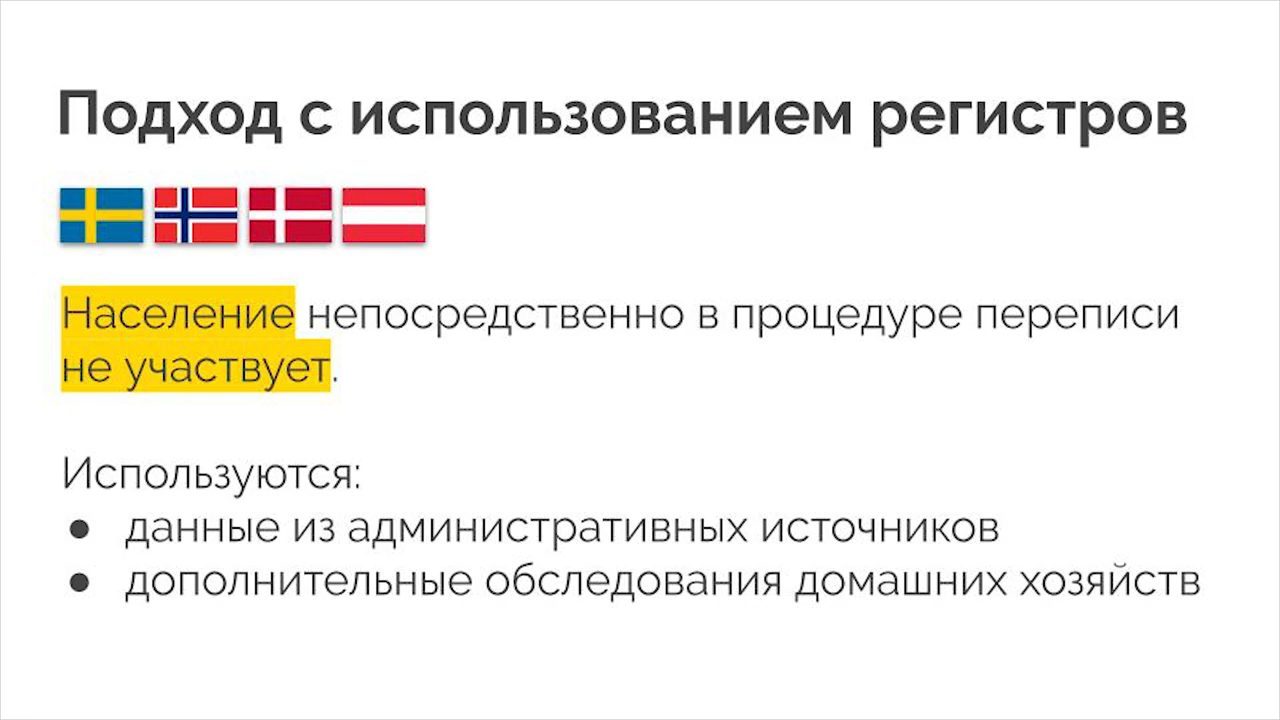 Подход с использованием регистров
Население непосредственно в процедуре переписи
не участвует.
Используются:
● данные из административных источников
● дополнительные обследования домашних хозяйств